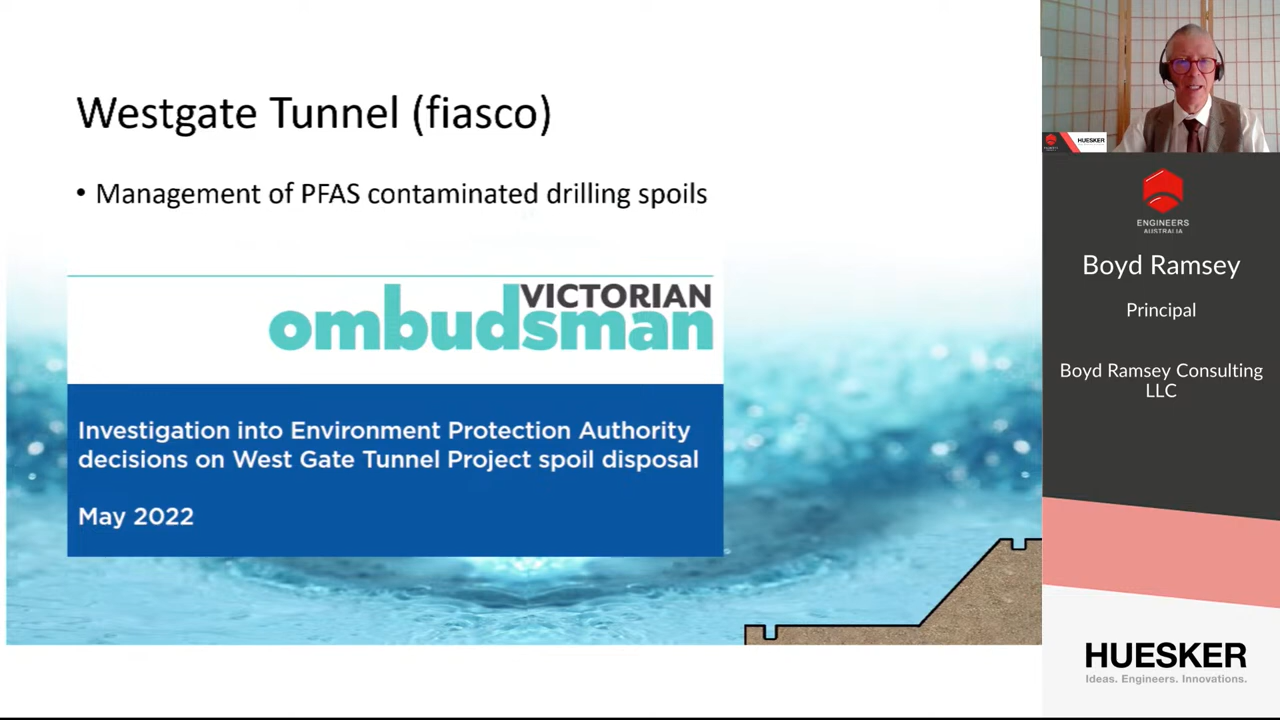 Westgate Tunnel (fiasco)
• Management of PFAS contaminated drilling spoils
VICTORIAN
ombudsman
Investigation into Environment Protection Authority
decisions on West Gate Tunnel Project spoil disposal
May 2022
HUESKER
ENGINEERS
AUSTRALIA
Boyd Ramsey
Principal
Boyd Ramsey Consulting
LLC
HUESKER
Ideas. Engineers. Innovations.